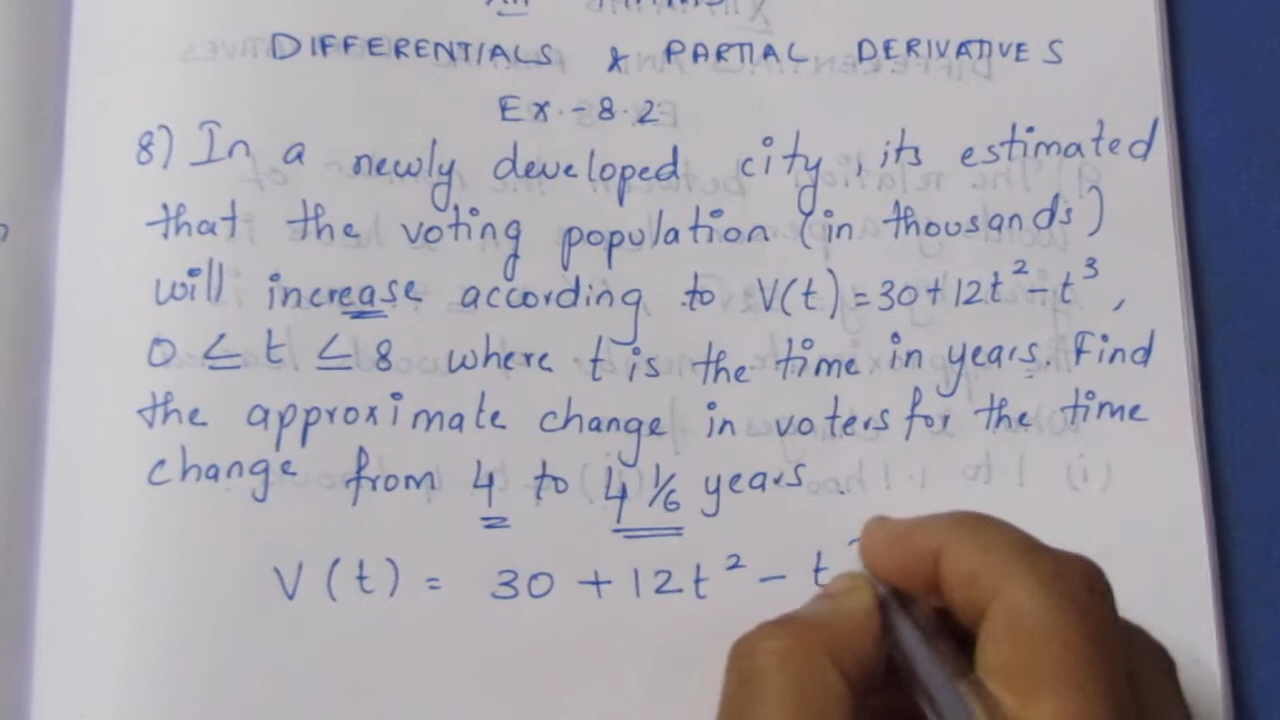 DIFFERENTIALS & PARTIAL DERIVATIVES
Ex.-8.2
8) In a newly developed city, its estimated
that the voting population (in thousands)
will increase according to V(t)=30+12t²-t³,
0 ≤ t ≤ 8 where t is the time in years. Find
the approximate change in voters for the time
change from 4 to 4 1/6 years.
V(t) = 30 + 12t² - t